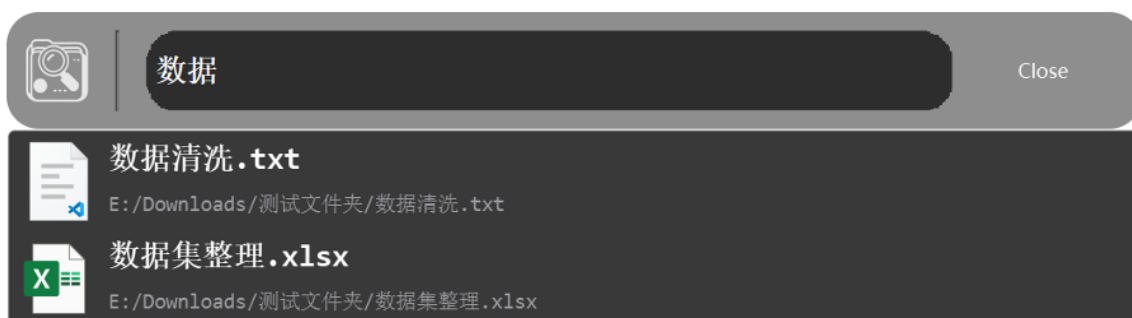 数据
Close
数据清洗.txt
E:/Downloads/测试文件夹/数据清洗.txt
数据集整理.xlsx
E:/Downloads/测试文件夹/数据集整理.xlsx